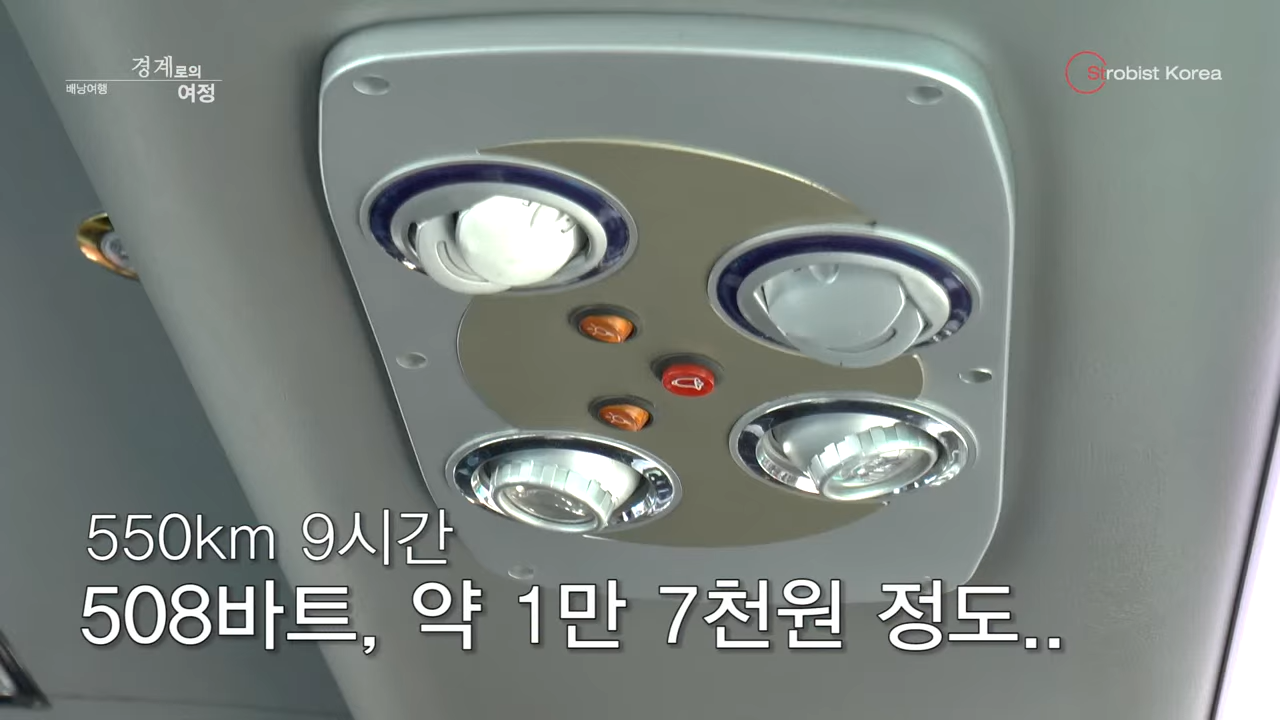 경계로의
배낭여행
여정
Strobist Korea
550km 9시간
508바트, 약 1만 7천원 정도..